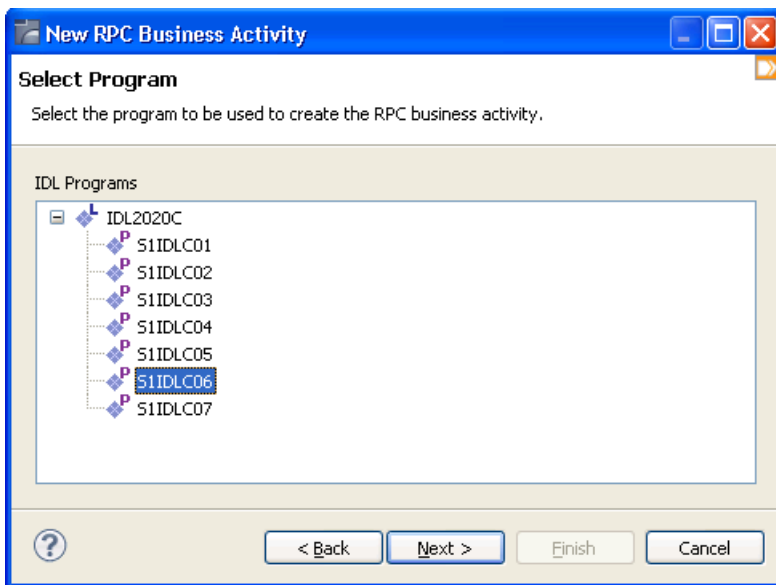 New RPC Business Activity
Select Program
Select the program to be used to create the RPC business activity.
IDL Programs
L IDL2020C
P S1IDLC01
P S1IDLC02
P S1IDLC03
P S1IDLC04
P S1IDLC05
P S1IDLC06
P S1IDLC07
? < Back Next > Finish Cancel